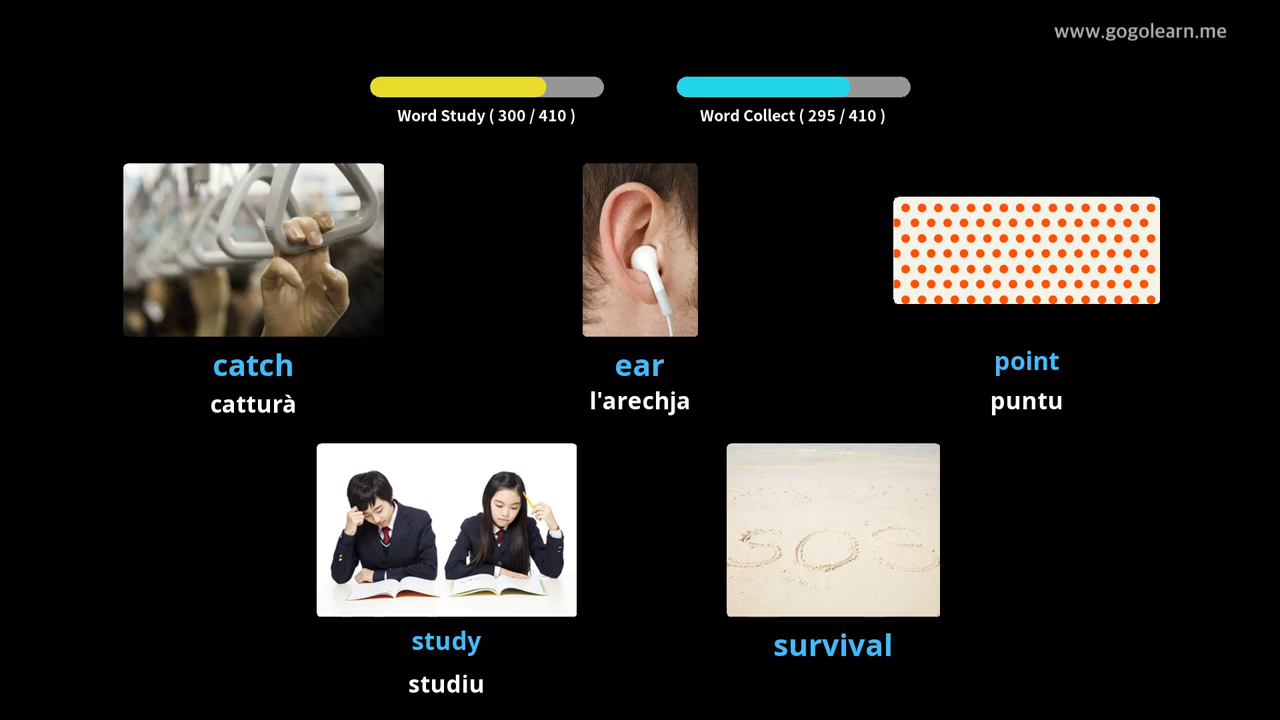 www.gogolearn.me
Word Study ( 300 / 410 )
Word Collect ( 295 / 410 )
catch
catturà
ear
l'arechja
point
puntu
SOS
study
studiu
survival